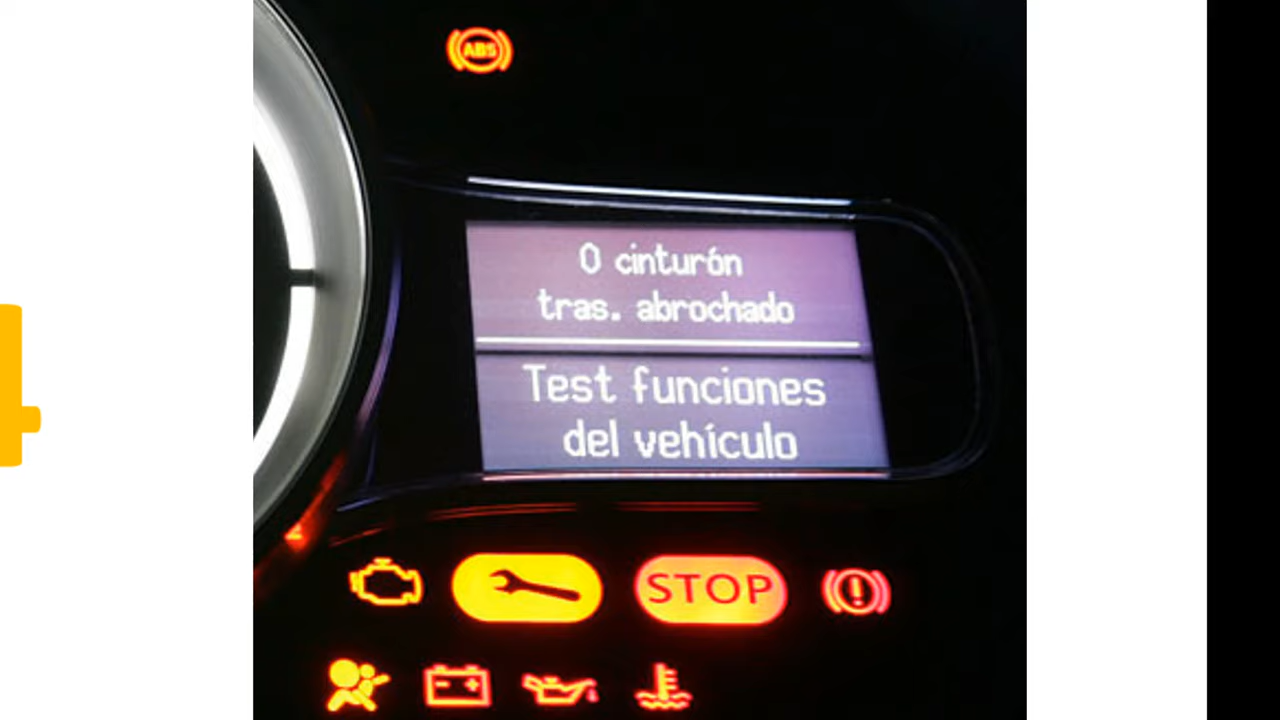 ABS
0 cinturón
tras. abrochado
Test funciones
del vehículo
STOP